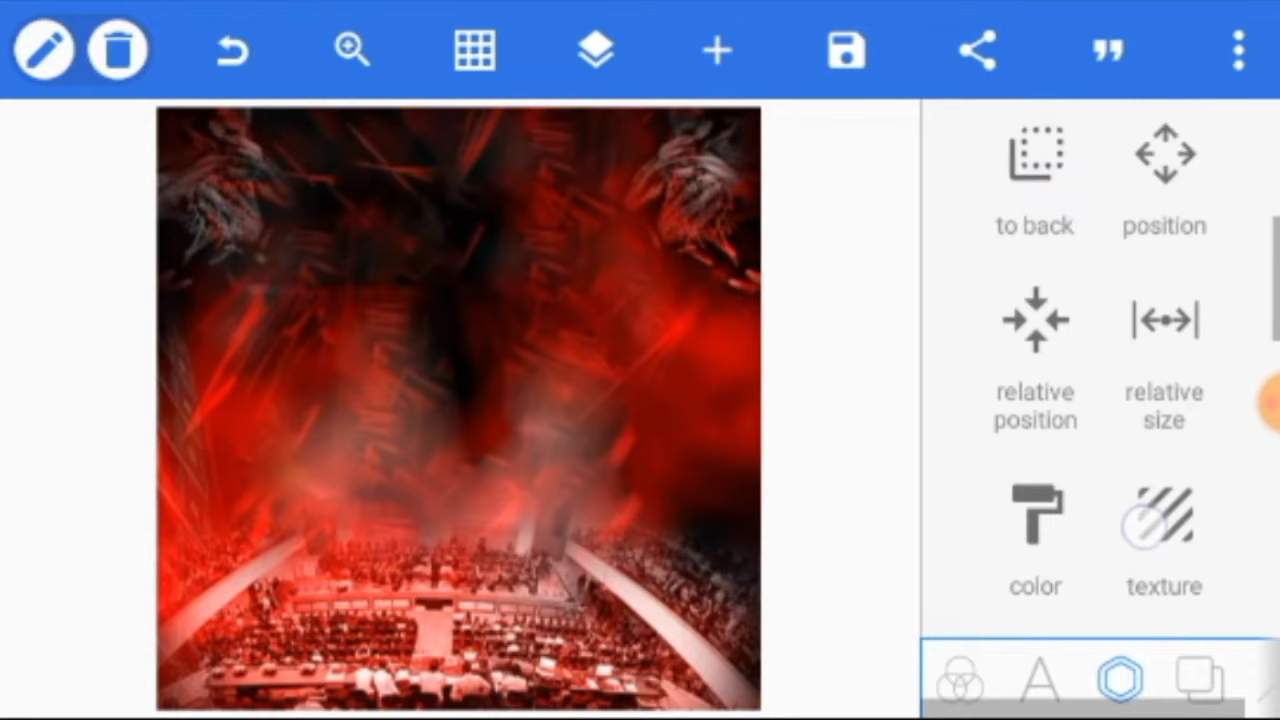 to back
position
relative
position
relative
size
color
texture